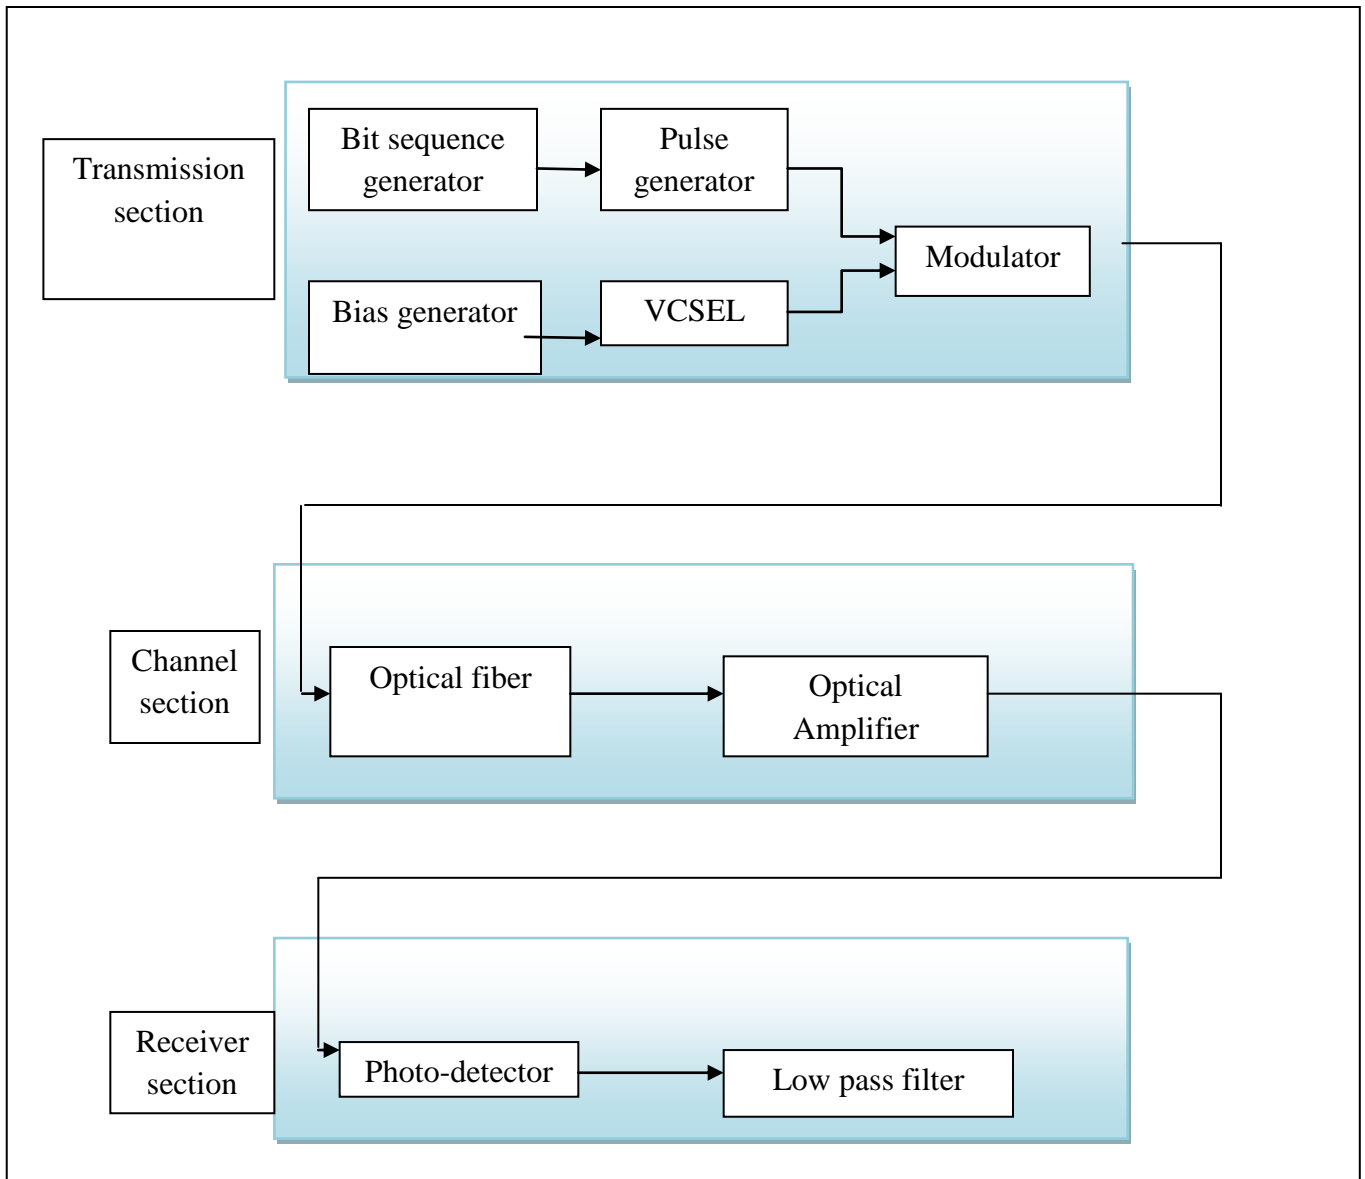 Transmission
section
Bit sequence
generator
Pulse
generator
Modulator
Bias generator
VCSEL
Channel
section
Optical fiber
Optical
Amplifier
Receiver
section
Photo-detector
Low pass filter